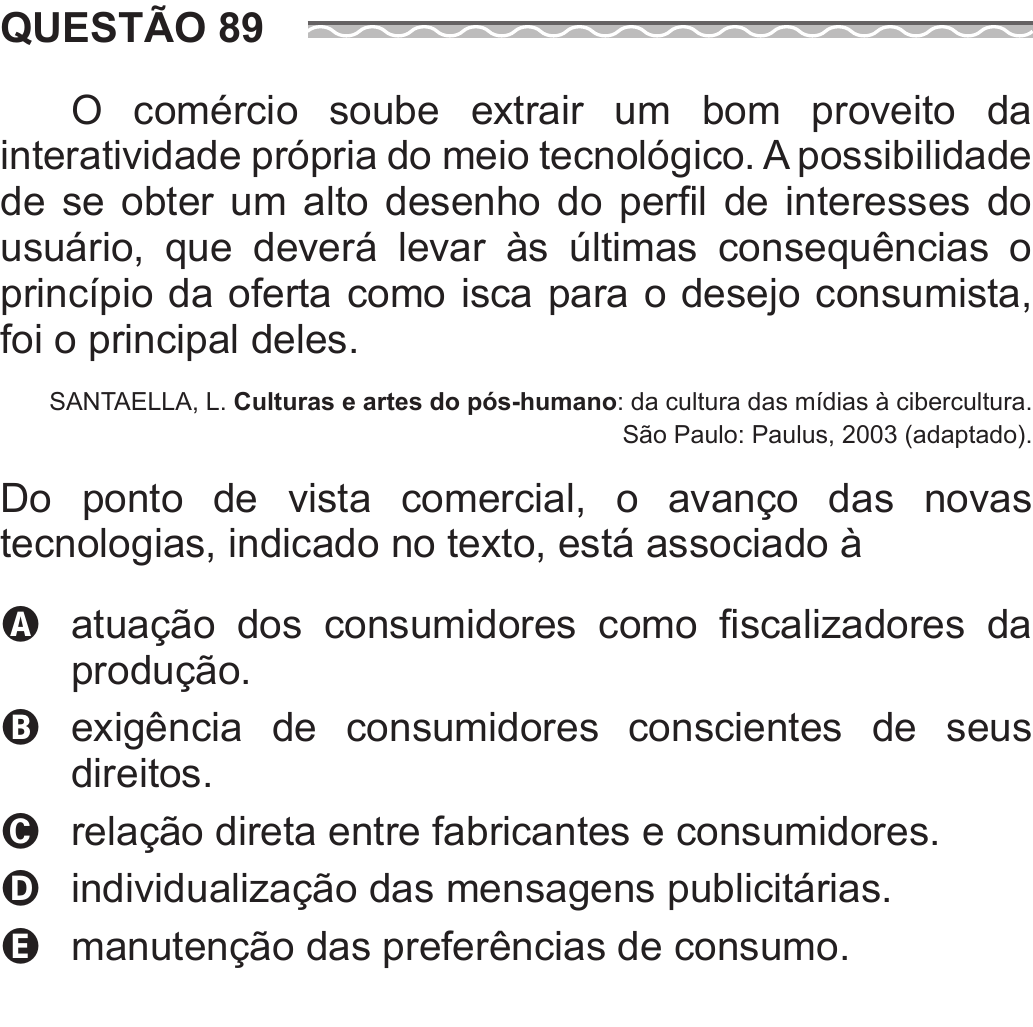 QUESTÃO 89
O comércio soube extrair um bom proveito da
interatividade própria do meio tecnológico. A possibilidade
de se obter um alto desenho do perfil de interesses do
usuário, que deverá levar às últimas consequências o
princípio da oferta como isca para o desejo consumista,
foi o principal deles.
SANTAELLA, L. Culturas e artes do pós-humano: da cultura das mídias à cibercultura.
São Paulo: Paulus, 2003 (adaptado).
Do ponto de vista comercial, o avanço das novas
tecnologias, indicado no texto, está associado à
A atuação dos consumidores como fiscalizadores da
produção.
B exigência de consumidores conscientes de seus
direitos.
C relação direta entre fabricantes e consumidores.
D individualização das mensagens publicitárias.
E manutenção das preferências de consumo.